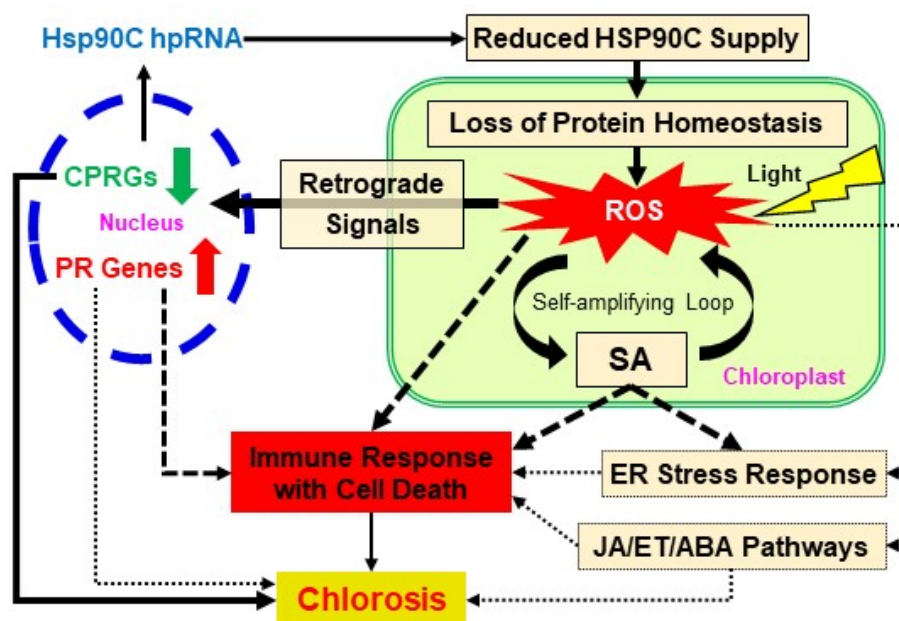 Hsp90C hpRNA
Reduced HSP90C Supply
Loss of Protein Homeostasis
CPRGs
Nucleus
PR Genes
Retrograde
Signals
ROS
Light
Self-amplifying Loop
SA
Chloroplast
Immune Response
with Cell Death
ER Stress Response
JA/ET/ABA Pathways
Chlorosis